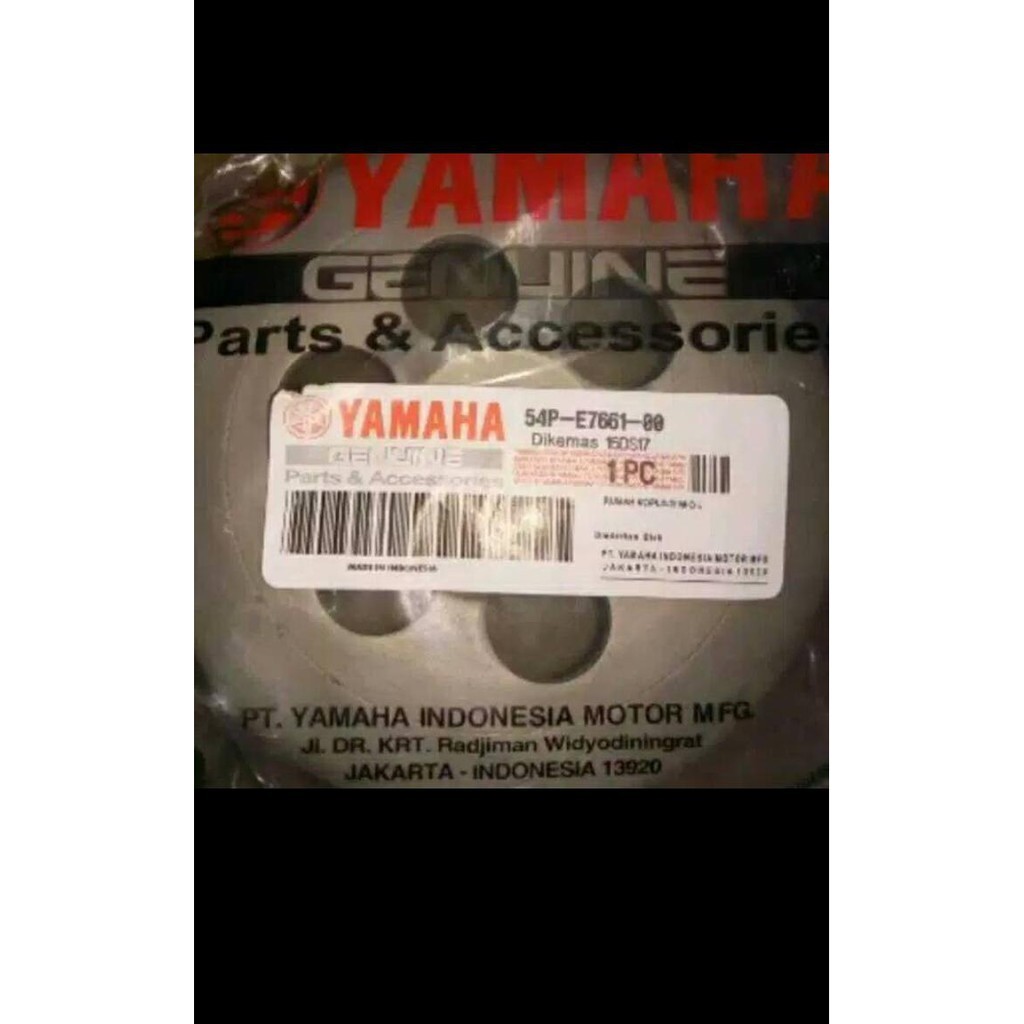 YAMAHA
GENUINE
Parts & Accessories
YAMAHA
GENUINE
Parts & Accessories
54P-E7661-00
Dikemas 15DS17
1 PC
MADE IN INDONESIA
PT. YAMAHA INDONESIA MOTOR MFG
JAKARTA - INDONESIA 13920
PT. YAMAHA INDONESIA MOTOR MFG.
Jl. DR. KRT. Radjiman Widyodiningrat
JAKARTA - INDONESIA 13920